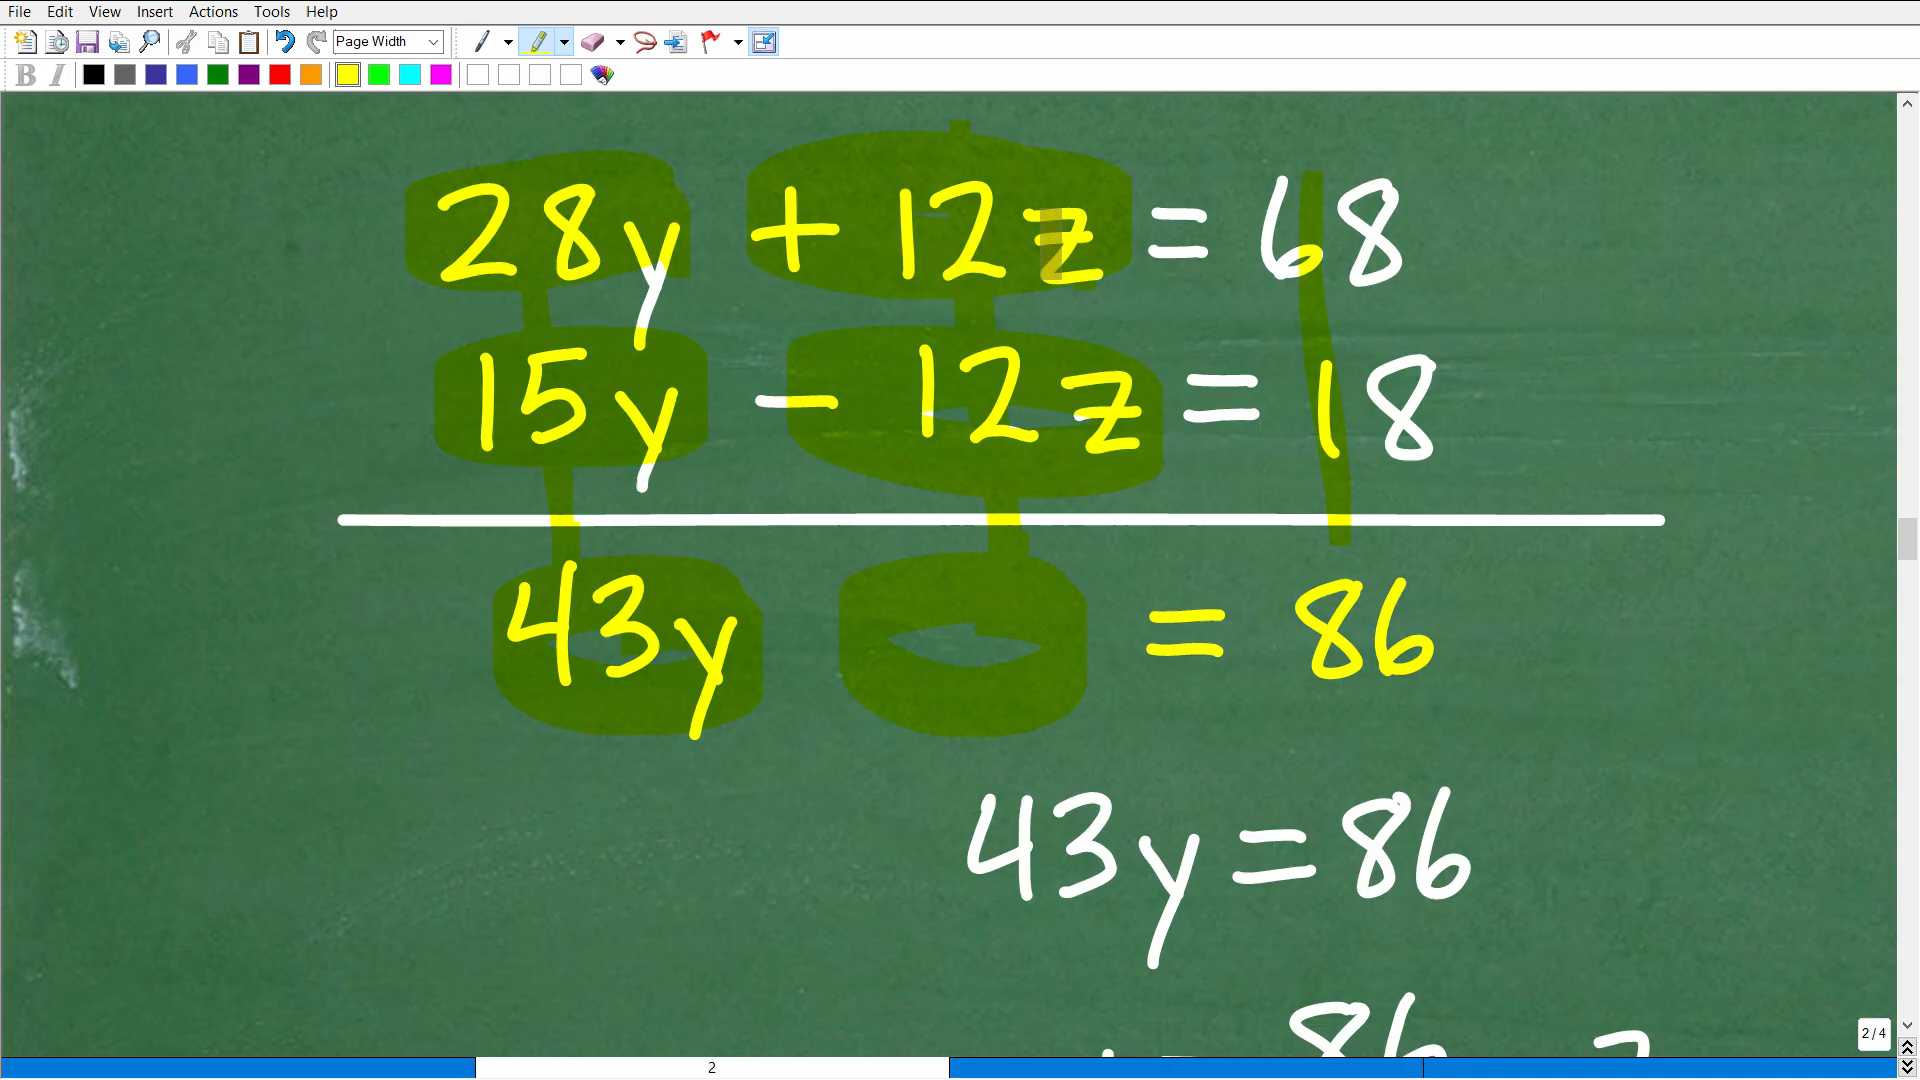 File Edit View Insert Actions Tools Help
Page Width
B I
28y + 12z = 68
15y - 12z = 18
43y = 86
43y = 86
86
2/4
2